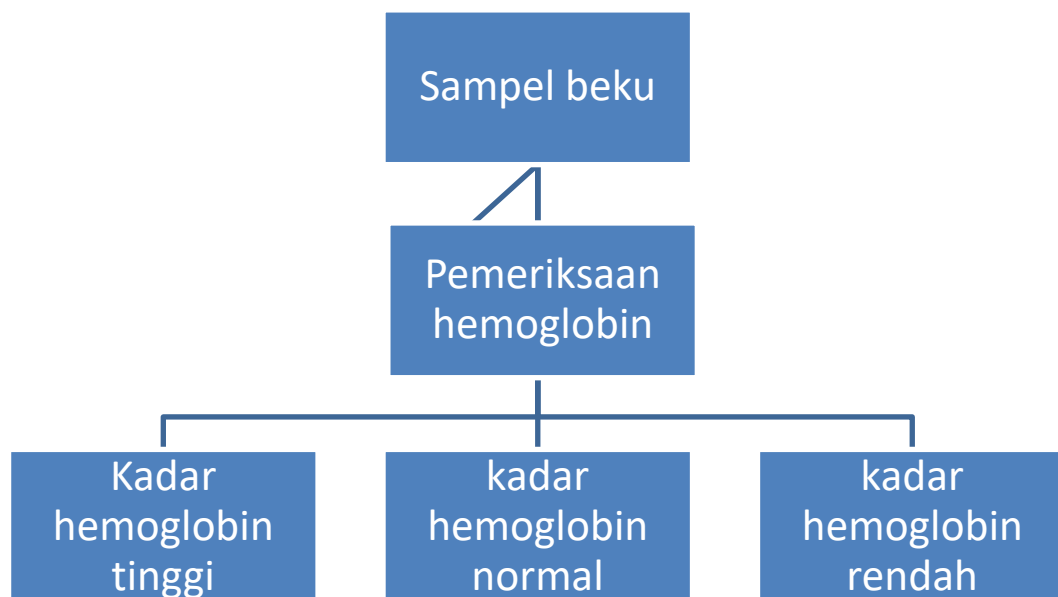 Sampel beku
Pemeriksaan
hemoglobin
Kadar
hemoglobin
tinggi
kadar
hemoglobin
normal
kadar
hemoglobin
rendah